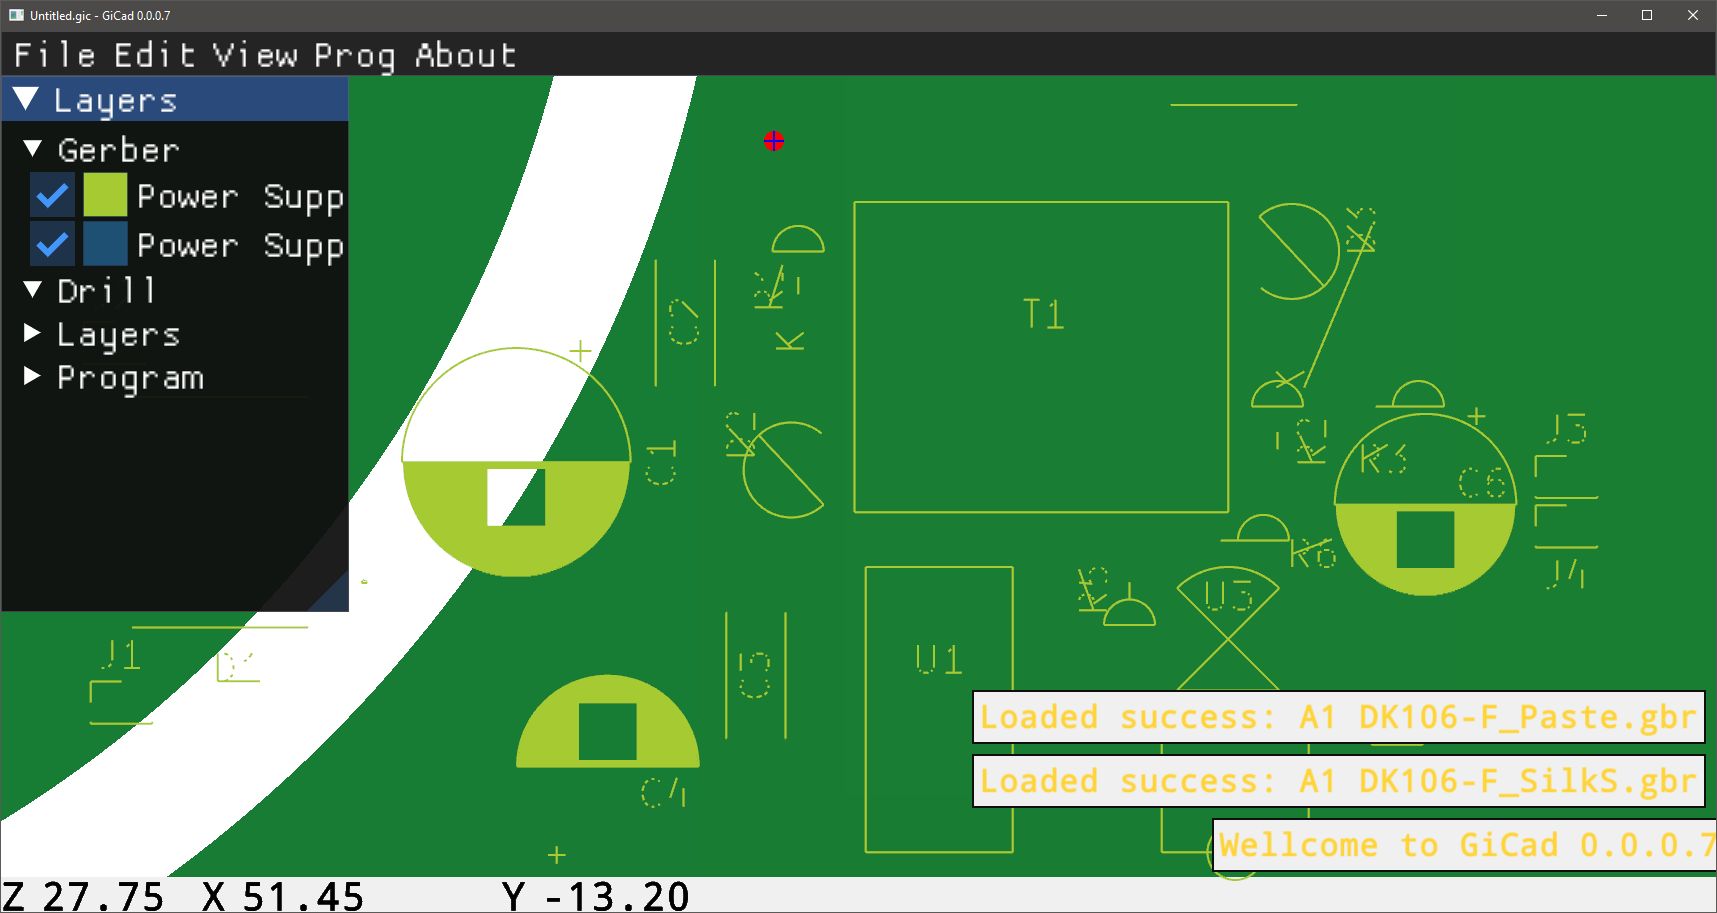 Untitled.gic - GiCad 0.0.0.7
File Edit View Prog About
Layers
Gerber
Power Supp
Power Supp
Drill
Layers
Program
T1
K
C1
K3
C6
J5
J4
R6
U3
U1
J1
C3
C4
Loaded success: A1 DK106-F_Paste.gbr
Loaded success: A1 DK106-F_SilkS.gbr
Wellcome to GiCad 0.0.0.7
Z 27.75 X 51.45 Y -13.20